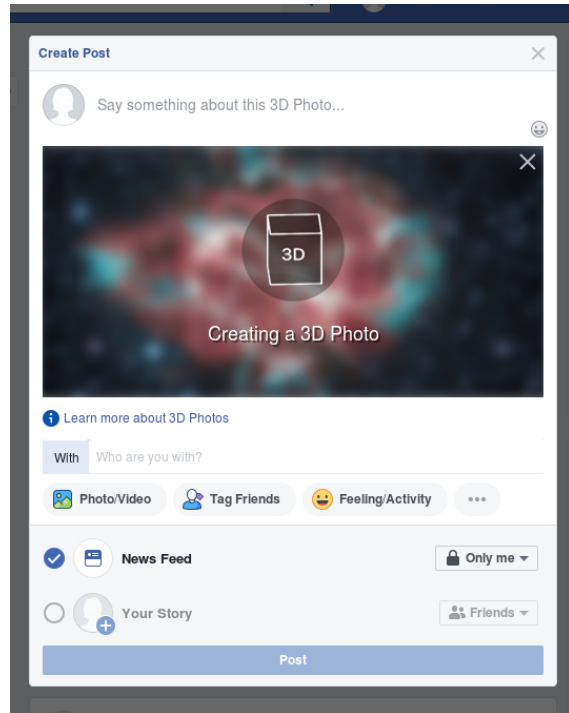 Create Post
Say something about this 3D Photo...
3D
Creating a 3D Photo
Learn more about 3D Photos
With Who are you with?
Photo/Video Tag Friends Feeling/Activity
News Feed Only me
Your Story Friends
Post